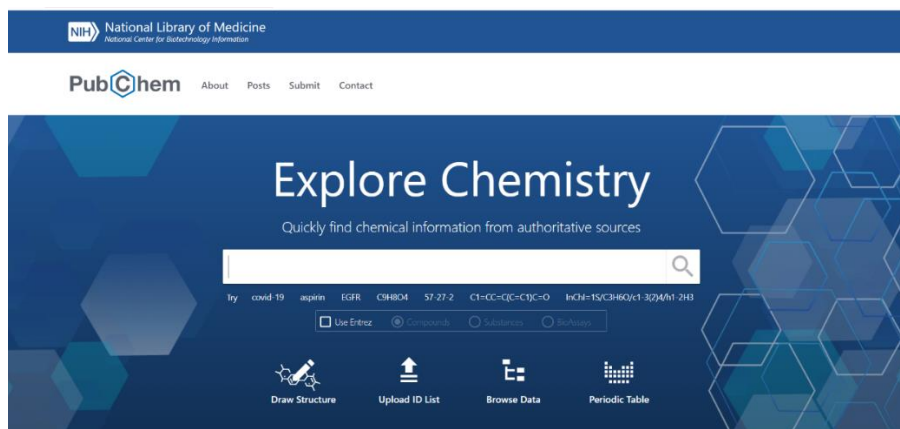 NIH National Library of Medicine
National Center for Biotechnology Information
PubChem About Posts Submit Contact
Explore Chemistry
Quickly find chemical information from authoritative sources
Try covid-19 aspirin EGFR C9H8O4 57-27-2 C1=CC=C(C=C1)C=O InChI=1S/C3H6O/c1-3(2)4/h1-2H3
Use Entrez Compounds Substances BioAssays
Draw Structure Upload ID List Browse Data Periodic Table